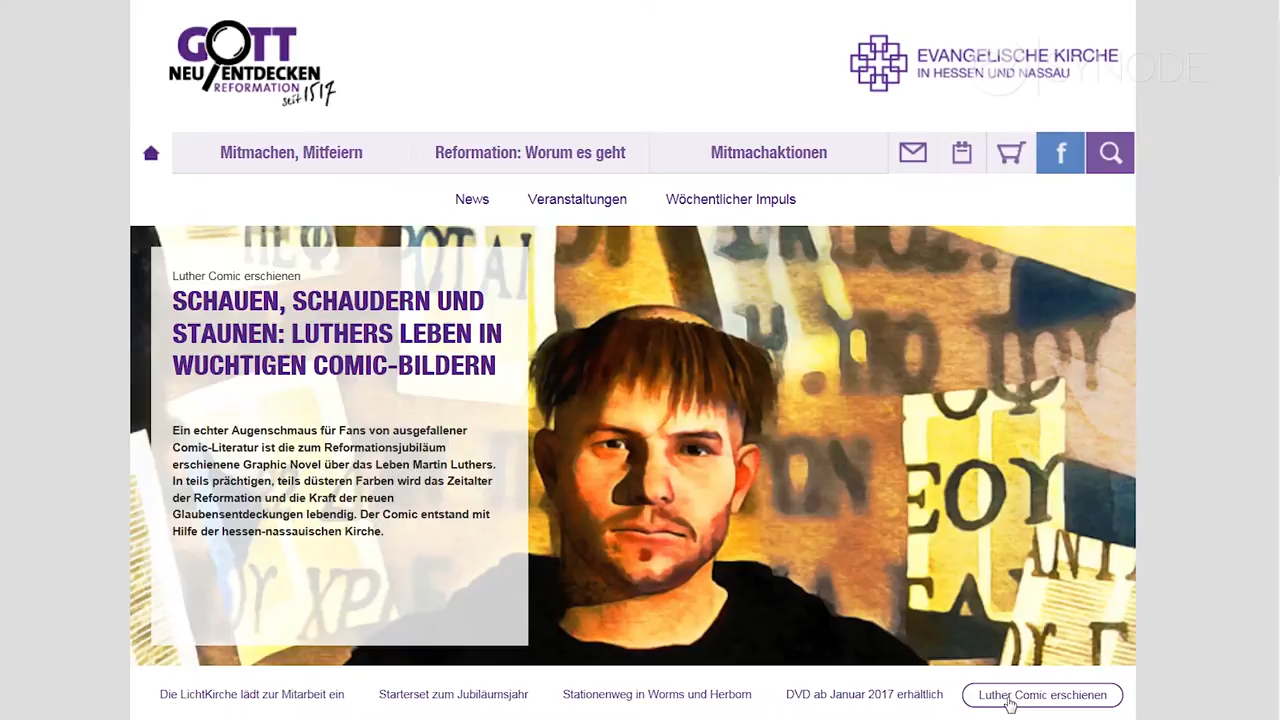 GOTT
NEU ENTDECKEN
REFORMATION
seit 1517
EVANGELISCHE KIRCHE
IN HESSEN UND NASSAU
Mitmachen, Mitfeiern
Reformation: Worum es geht
Mitmachaktionen
f
News
Veranstaltungen
Wöchentlicher Impuls
Luther Comic erschienen
SCHAUEN, SCHAUDERN UND
STAUNEN: LUTHERS LEBEN IN
WUCHTIGEN COMIC-BILDERN
Ein echter Augenschmaus für Fans von ausgefallener
Comic-Literatur ist die zum Reformationsjubiläum
erschienene Graphic Novel über das Leben Martin Luthers.
In teils prächtigen, teils düsteren Farben wird das Zeitalter
der Reformation und die Kraft der neuen
Glaubensentdeckungen lebendig. Der Comic entstand mit
Hilfe der hessen-nassauischen Kirche.
Die LichtKirche lädt zur Mitarbeit ein
Starterset zum Jubiläumsjahr
Stationenweg in Worms und Herborn
DVD ab Januar 2017 erhältlich
Luther Comic erschienen